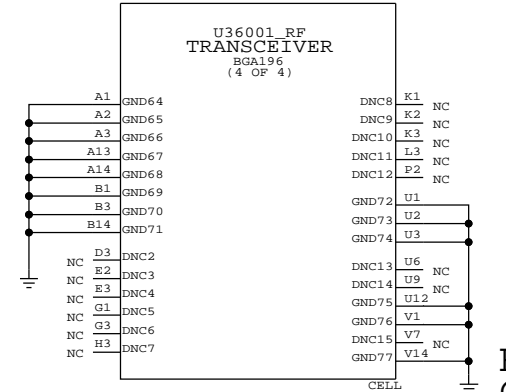 U36001_RF
TRANSCEIVER
BGA196
(4 OF 4)
A1 GND64
A2 GND65
A3 GND66
A13 GND67
A14 GND68
B1 GND69
B3 GND70
B14 GND71
NC D3 DNC2
NC E2 DNC3
NC E3 DNC4
NC G1 DNC5
NC G3 DNC6
NC H3 DNC7
DNC8 K1 NC
DNC9 K2 NC
DNC10 K3 NC
DNC11 L3 NC
DNC12 P2 NC
GND72 U1
GND73 U2
GND74 U3
DNC13 U6 NC
DNC14 U9 NC
GND75 U12
GND76 V1
DNC15 V7 NC
GND77 V14
CELL